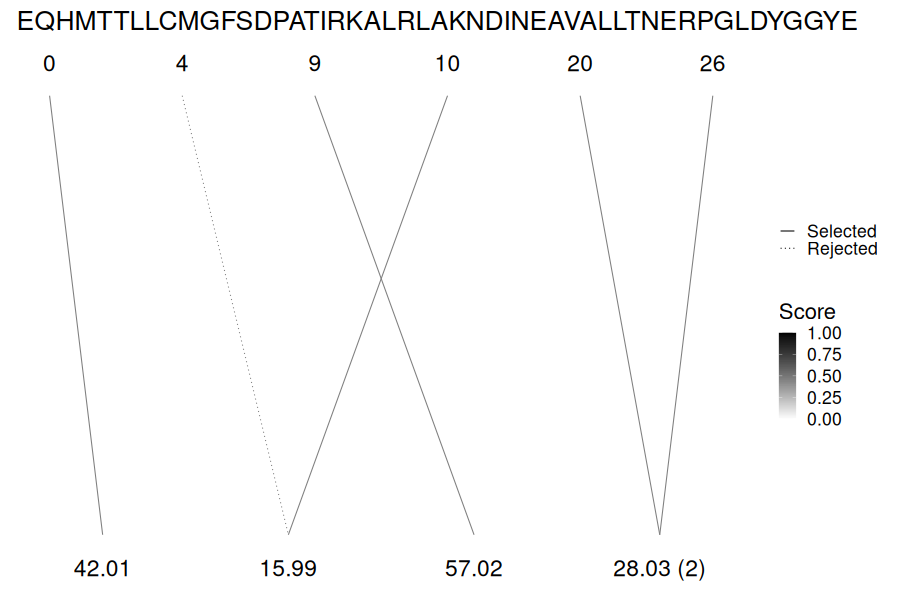 EQHMTTLLCMGFSDPATIRKALRLAKNDINEAVALLTNERPGLDYGGYE
0 4 9 10 20 26
Selected
Rejected
Score
1.00
0.75
0.50
0.25
0.00
42.01 15.99 57.02 28.03 (2)